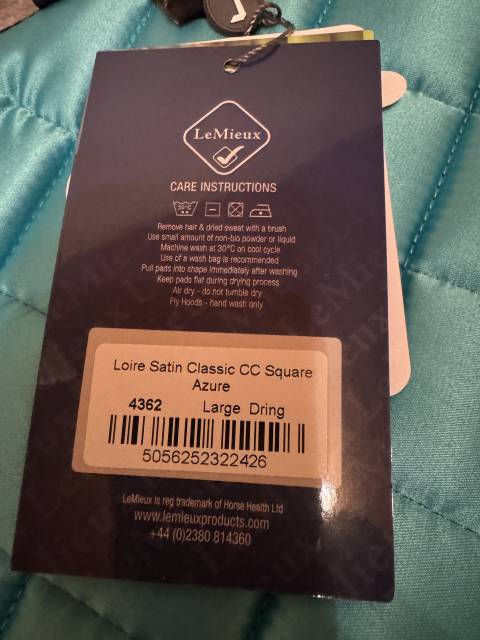 LeMieux
CARE INSTRUCTIONS
30°C
Remove hair & dried sweat with a brush
Use small amount of non-bio powder or liquid
Machine wash at 30°C on cool cycle
Use of a wash bag is recommended
Pull pads into shape immediately after washing
Keep pads flat during drying process
Air dry - do not tumble dry
Fly Hoods - hand wash only
Loire Satin Classic CC Square
Azure
4362 Large Dring
5056252322426
LeMieux is reg trademark of Horse Health Ltd
www.lemieuxproducts.com
+44 (0)2380 814360